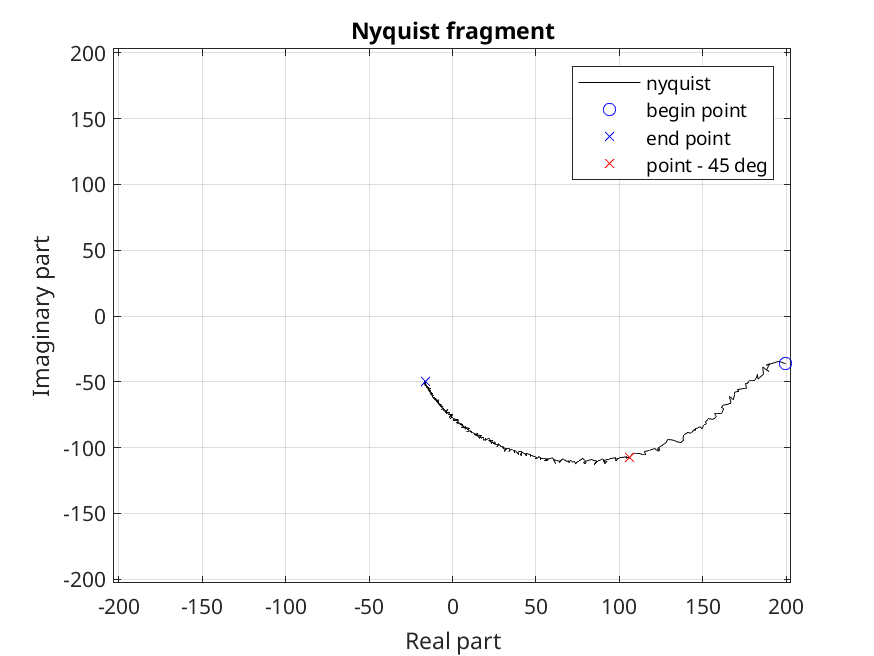 Nyquist fragment
nyquist
begin point
end point
point - 45 deg
200
150
100
50
0
-50
-100
-150
-200
Imaginary part
-200 -150 -100 -50 0 50 100 150 200
Real part